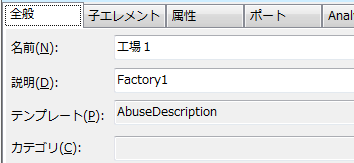 全般 子エレメント 属性 ポート Anal
名前(N): 工場１
説明(D): Factory1
テンプレート(P): AbuseDescription
カテゴリ(C):